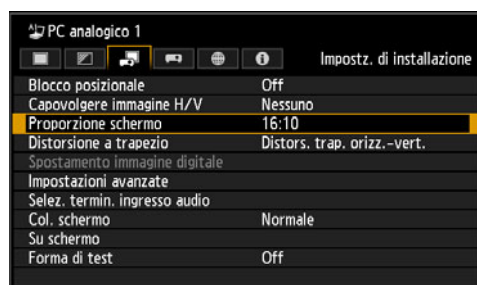 PC analogico 1
Impostz. di installazione
Blocco posizionale Off
Capovolgere immagine H/V Nessuno
Proporzione schermo 16:10
Distorsione a trapezio Distors. trap. orizz.-vert.
Spostamento immagine digitale
Impostazioni avanzate
Selez. termin. ingresso audio
Col. schermo Normale
Su schermo
Forma di test Off